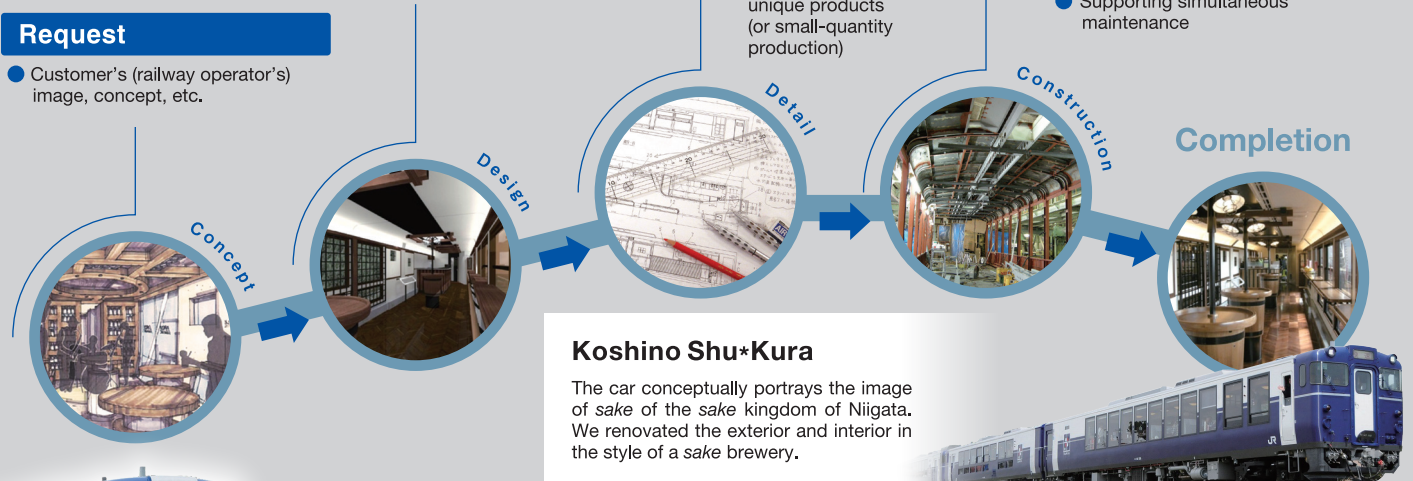 Request
● Customer's (railway operator's)
image, concept, etc.
unique products
(or small-quantity
production)
● Supporting simultaneous
maintenance
Concept
Design
Detail
Construction
Completion
Koshino Shu*Kura
The car conceptually portrays the image
of sake of the sake kingdom of Niigata.
We renovated the exterior and interior in
the style of a sake brewery.
JR